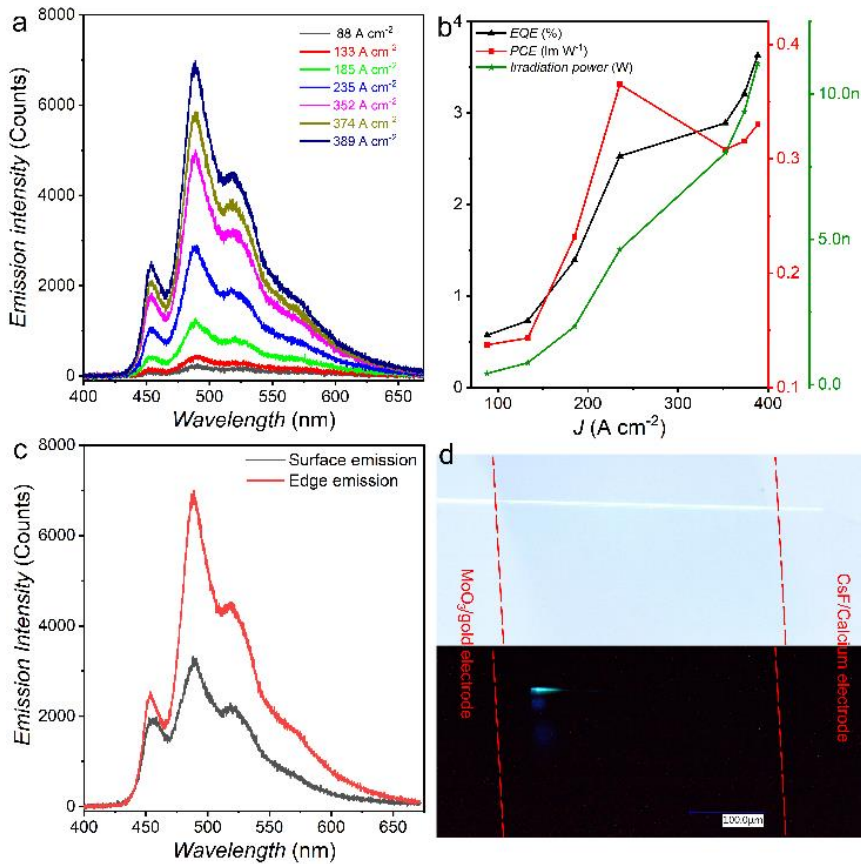 a
Emission intensity (Counts)
8000
7000
6000
4000
2000
0
400
450
500
550
600
650
Wavelength (nm)
88 A cm-2
133 A cm-2
185 A cm-2
235 A cm-2
352 A cm-2
374 A cm-2
389 A cm-2
b
4
3
2
1
0
EQE (%)
PCE (lm W-1)
Irradiation power (W)
100
200
300
400
J (A cm-2)
0.4
0.3
0.2
0.1
10.0n
5.0n
0.0
c
Emission Intensity (Counts)
8000
6000
4000
2000
0
Surface emission
Edge emission
400
450
500
550
600
650
Wavelength (nm)
d
MoO3/gold electrode
CsF/Calcium electrode
100.0μm